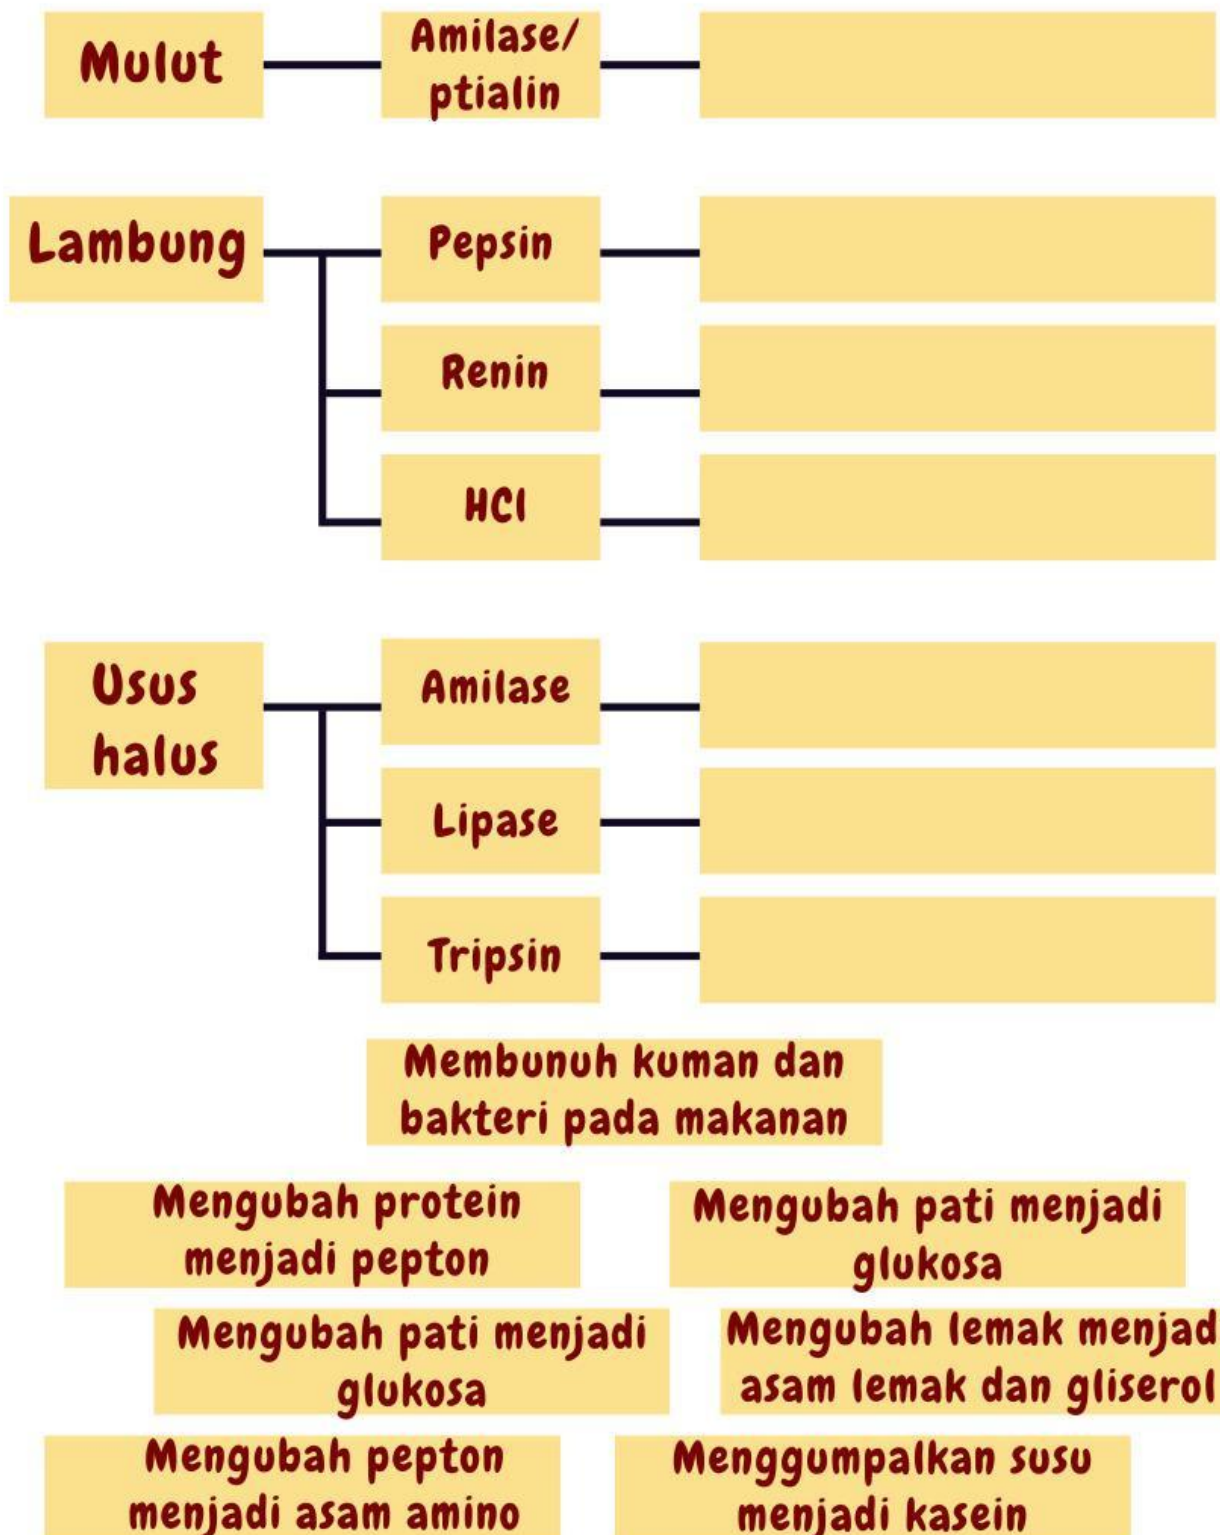 Mulut
Amilase/
ptialin
Lambung
Pepsin
Renin
HCl
Usus
halus
Amilase
Lipase
Tripsin
Membunuh kuman dan
bakteri pada makanan
Mengubah protein
menjadi pepton
Mengubah pati menjadi
glukosa
Mengubah pati menjadi
glukosa
Mengubah lemak menjad
asam lemak dan gliserol
Mengubah pepton
menjadi asam amino
Menggumpalkan susu
menjadi kasein